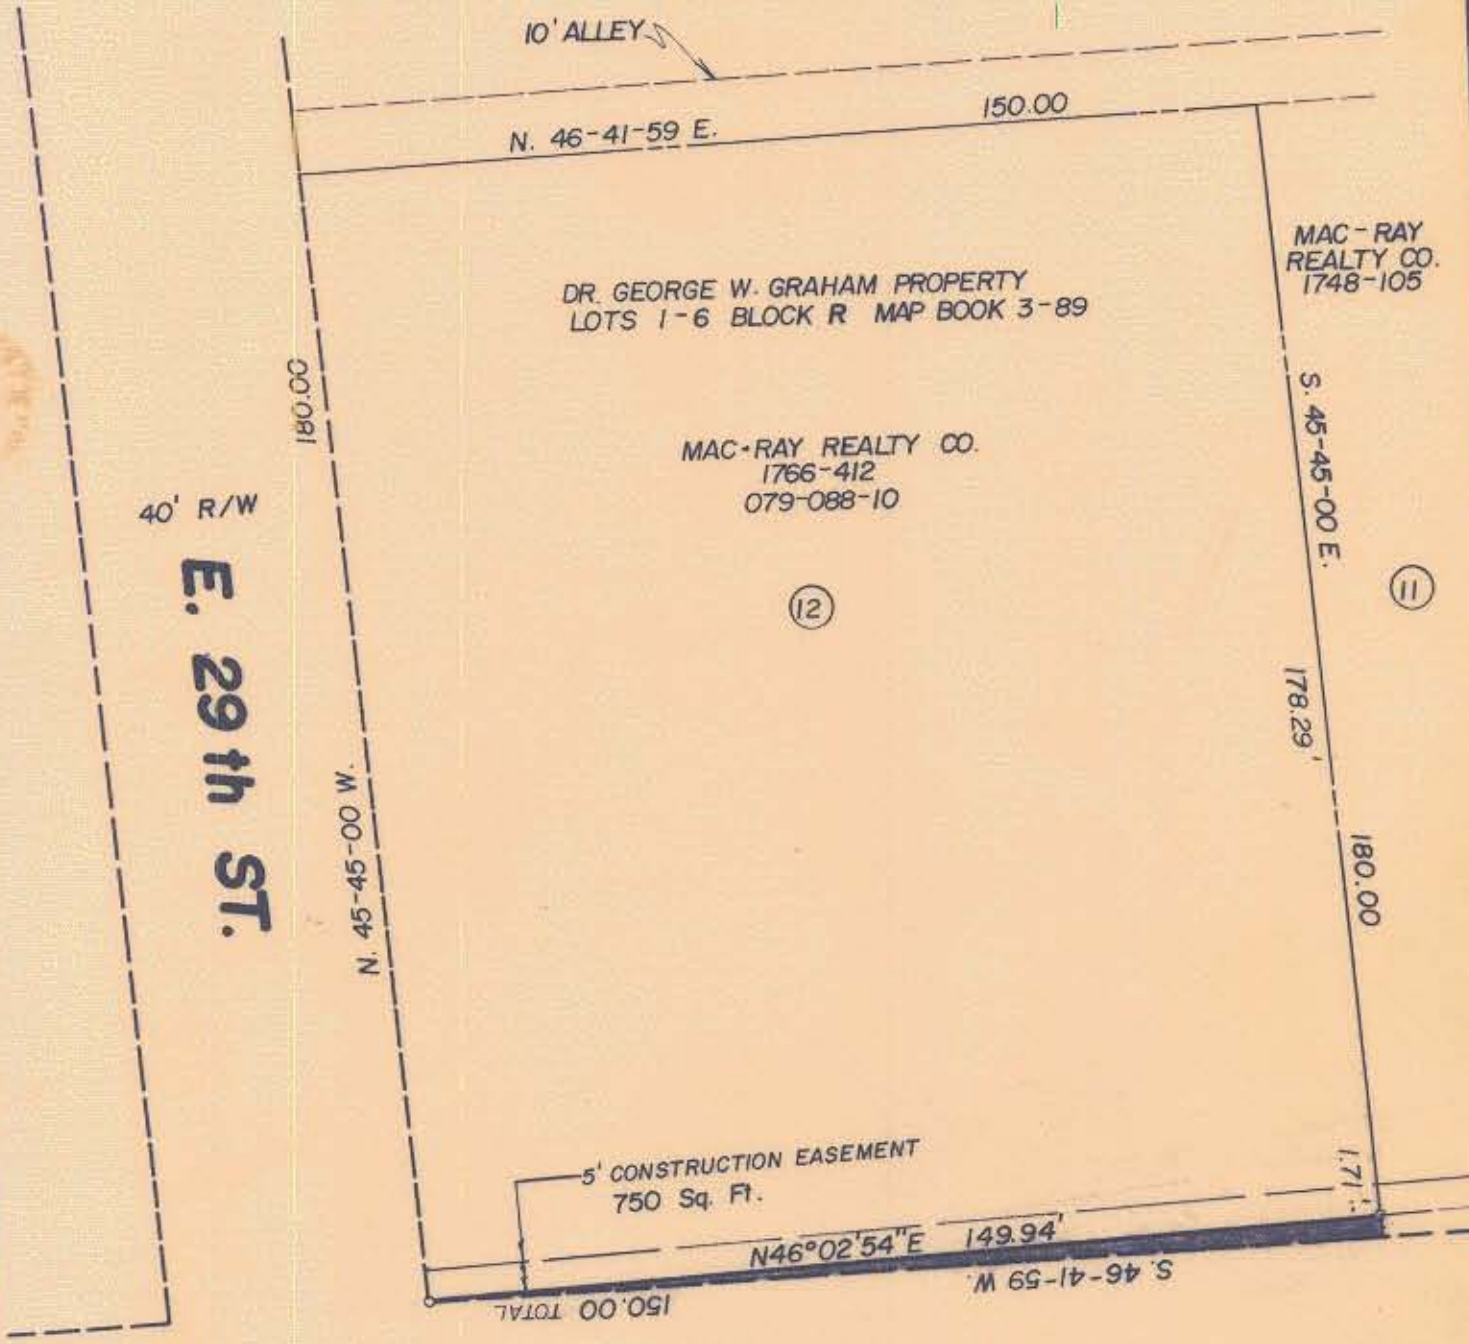 10' ALLEY
N. 46-41-59 E.
150.00
DR. GEORGE W. GRAHAM PROPERTY
LOTS 1-6 BLOCK R MAP BOOK 3-89
MAC-RAY
REALTY CO.
1748-105
180.00
MAC-RAY REALTY CO.
1766-412
079-088-10
S. 45-45-00 E.
40' R/W
E. 29th ST.
12
11
178.29'
N. 45-45-00 W.
180.00
5' CONSTRUCTION EASEMENT
750 Sq. Ft.
1.71'
N46°02'54"E 149.94'
S. 46-41-59 W.
150.00 TOTAL